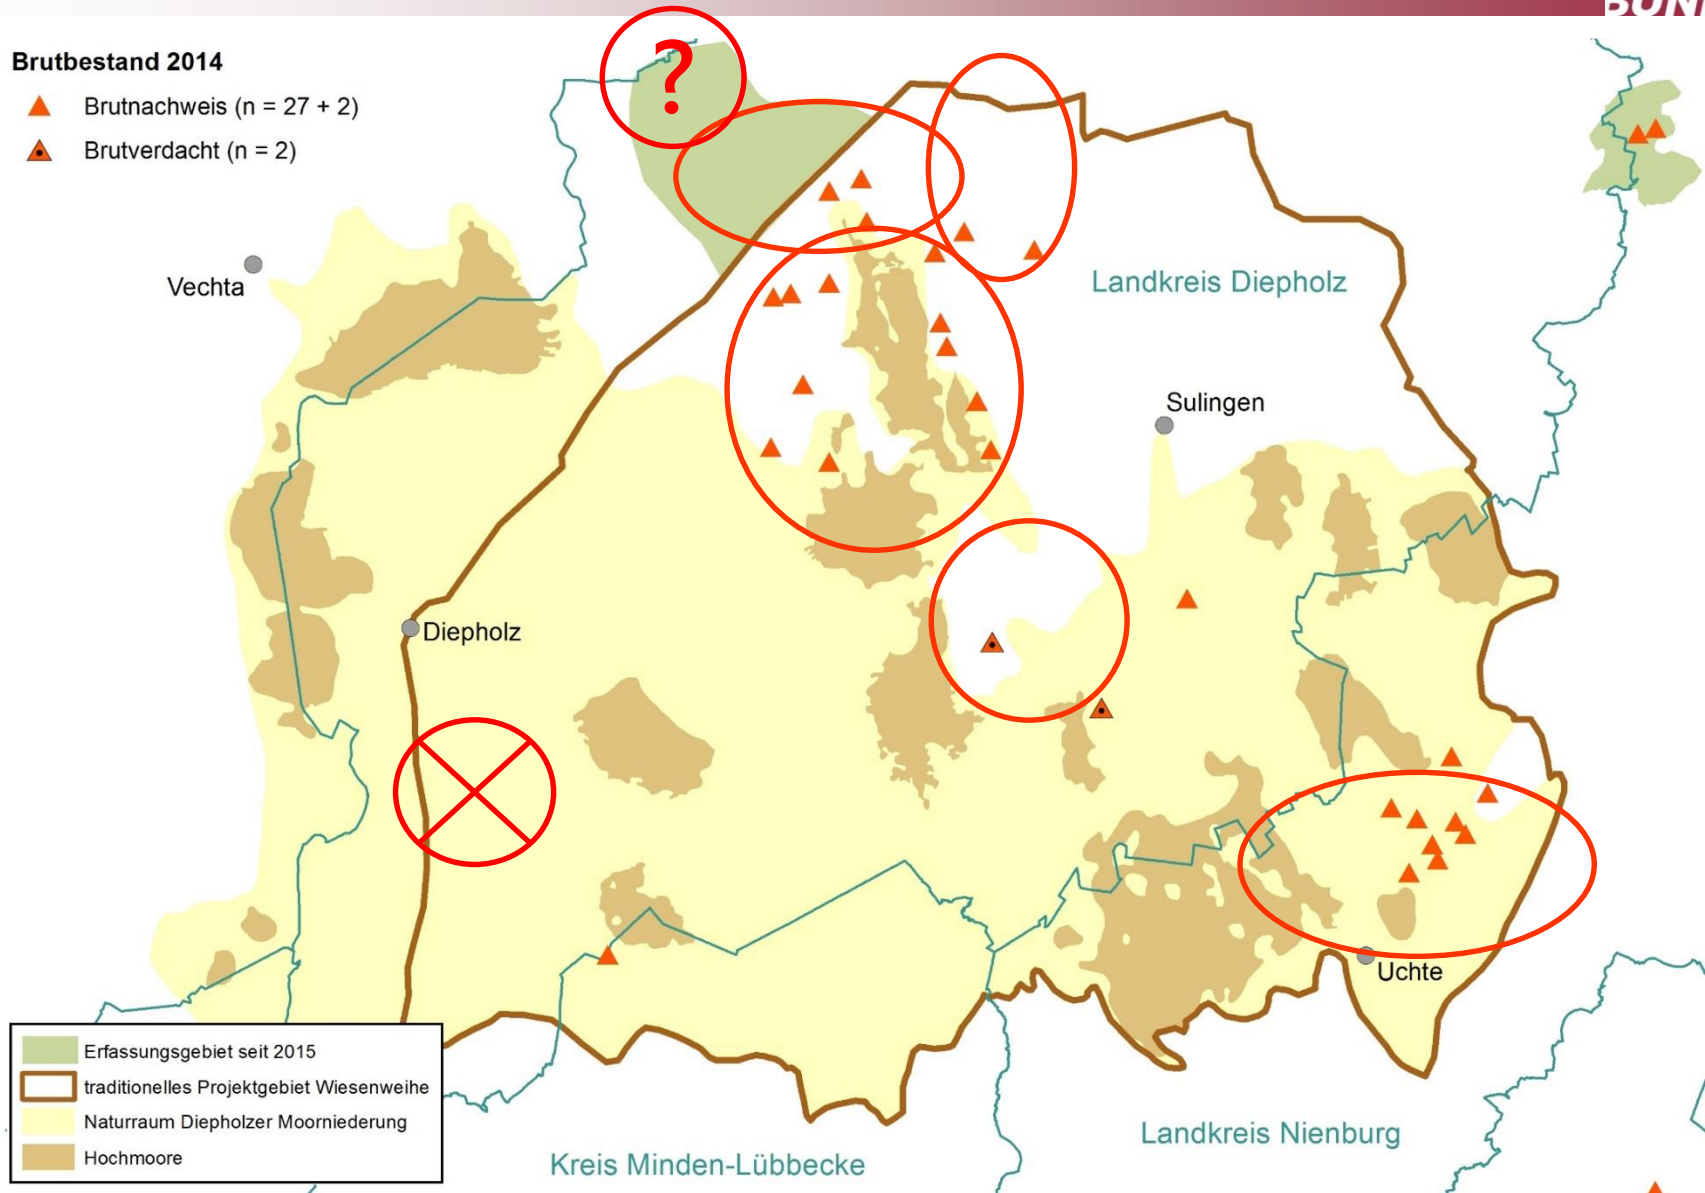 Brutbestand 2014
Brutnachweis (n = 27 + 2)
Brutverdacht (n = 2)
?
Vechta
Landkreis Diepholz
Sulingen
Diepholz
Uchte
Erfassungsgebiet seit 2015
traditionelles Projektgebiet Wiesenweihe
Naturraum Diepholzer Moorniederung
Hochmoore
Landkreis Nienburg
Kreis Minden-Lübbecke